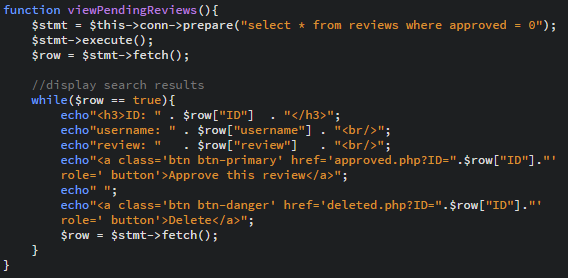 function viewPendingReviews(){
$stmt = $this->conn->prepare("select * from reviews where approved = 0");
$stmt->execute();
$row = $stmt->fetch();
//display search results
while($row == true){
echo"<h3>ID: " . $row["ID"]  . "</h3>";
echo"username: " . $row["username"] . "<br/>";
echo"review: "  . $row["review"]   . "<br/>";
echo"<a class='btn btn-primary' href='approved.php?ID=".$row["ID"]."'
role=' button'>Approve this review</a>";
echo" ";
echo"<a class='btn btn-danger' href='deleted.php?ID=".$row["ID"]."'
role=' button'>Delete</a>";
$row = $stmt->fetch();
}
}